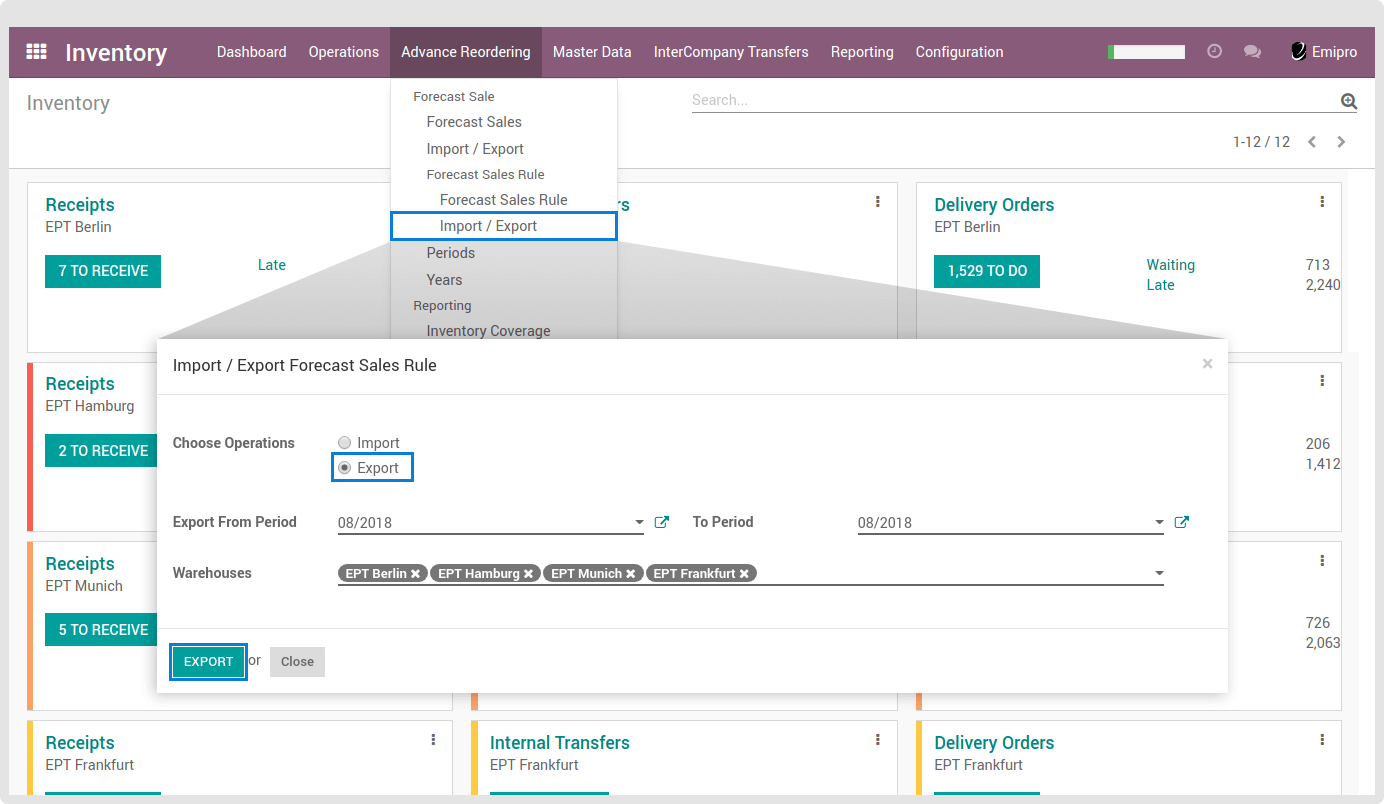 Inventory Dashboard Operations Advance Reordering Master Data InterCompany Transfers Reporting Configuration Emipro
Inventory
Search...
1-12 / 12
Forecast Sale
Forecast Sales
Import / Export
Forecast Sales Rule
Forecast Sales Rule
Import / Export
Periods
Years
Reporting
Inventory Coverage
Receipts
EPT Berlin
7 TO RECEIVE
Late
Delivery Orders
EPT Berlin
1,529 TO DO
Waiting 713
Late 2,240
Receipts
EPT Hamburg
2 TO RECEIVE
206
1,412
Receipts
EPT Munich
5 TO RECEIVE
726
2,063
Import / Export Forecast Sales Rule
Choose Operations
Import
Export
Export From Period 08/2018 To Period 08/2018
Warehouses EPT Berlin EPT Hamburg EPT Munich EPT Frankfurt
EXPORT or Close
Receipts
EPT Frankfurt
Internal Transfers
EPT Frankfurt
Delivery Orders
EPT Frankfurt